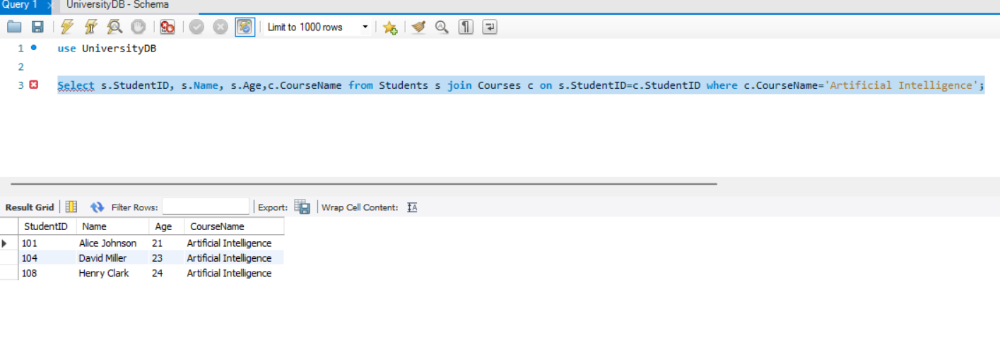 Query 1 UniversityDB - Schema
Limit to 1000 rows
1 use UniversityDB
2
3 Select s.StudentID, s.Name, s.Age,c.CourseName from Students s join Courses c on s.StudentID=c.StudentID where c.CourseName='Artificial Intelligence';
Result Grid Filter Rows: Export: Wrap Cell Content:
StudentID Name Age CourseName
101 Alice Johnson 21 Artificial Intelligence
104 David Miller 23 Artificial Intelligence
108 Henry Clark 24 Artificial Intelligence